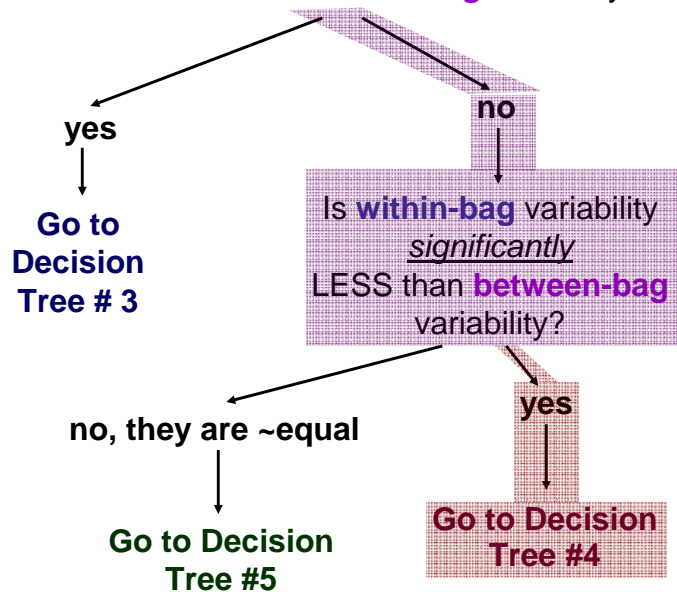 yes
no
Go to
Decision
Tree # 3
Is within-bag variability
significantly
LESS than between-bag
variability?
no, they are ~equal
yes
Go to Decision
Tree #5
Go to Decision
Tree #4